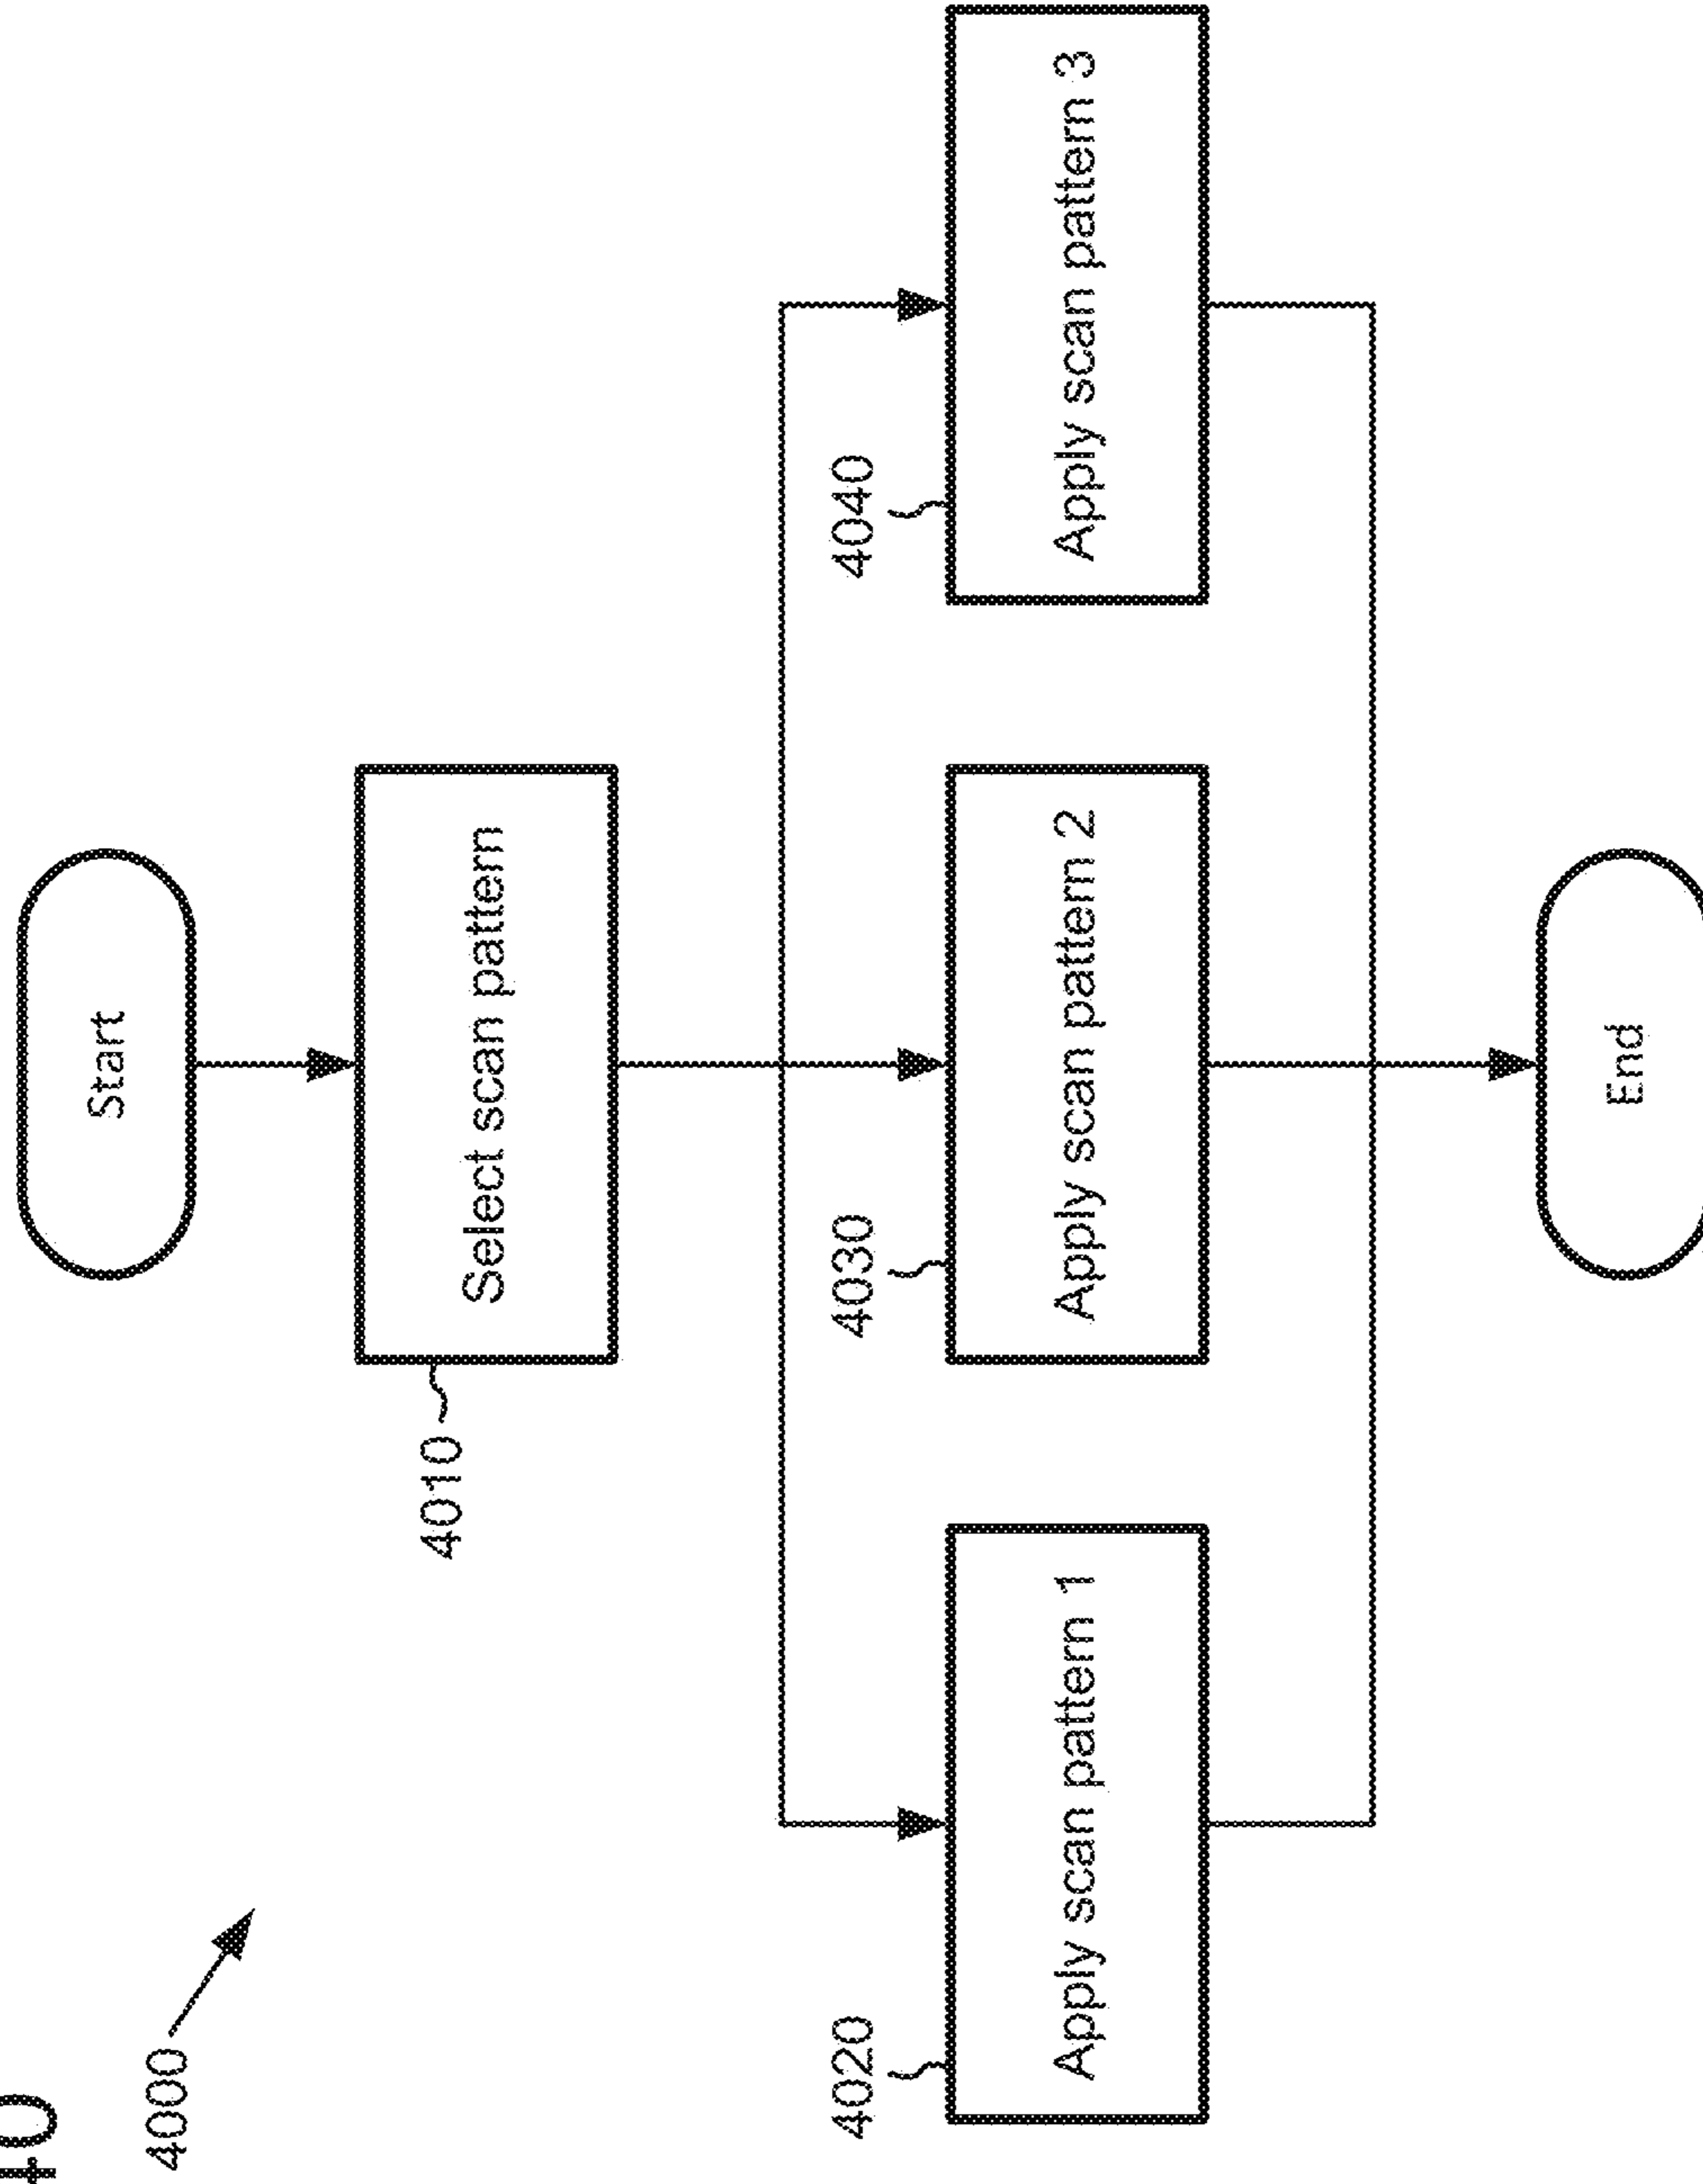 40
4000
Start
4010
Select scan pattern
4020
Apply scan pattern 1
4030
Apply scan pattern 2
4040
Apply scan pattern 3
End